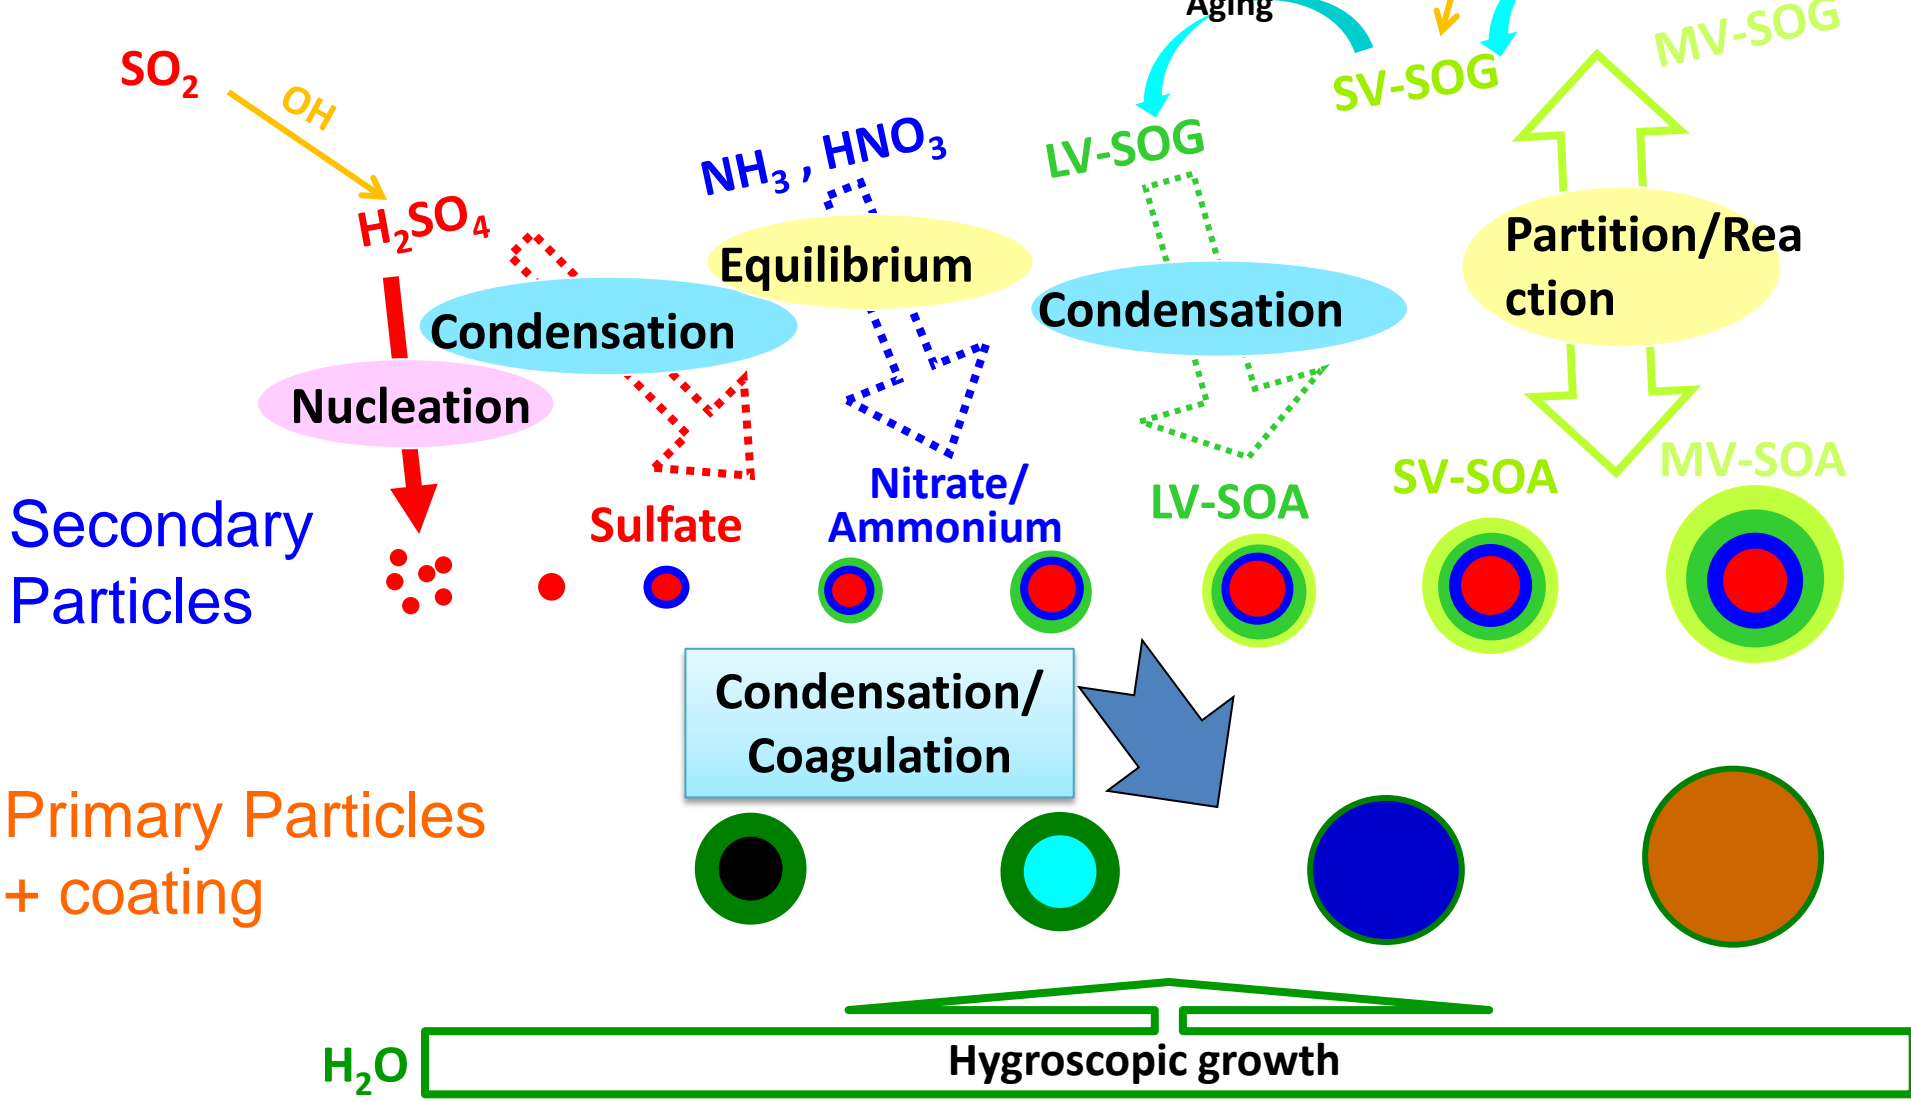 Aging
MV-SOG
SO₂
SV-SOG
OH
NH₃ , HNO₃
LV-SOG
H₂SO₄
Partition/Rea
ction
Equilibrium
Condensation
Condensation
Nucleation
MV-SOA
SV-SOA
Nitrate/
Ammonium
LV-SOA
Sulfate
Secondary
Particles
Condensation/
Coagulation
Primary Particles
+ coating
H₂O
Hygroscopic growth